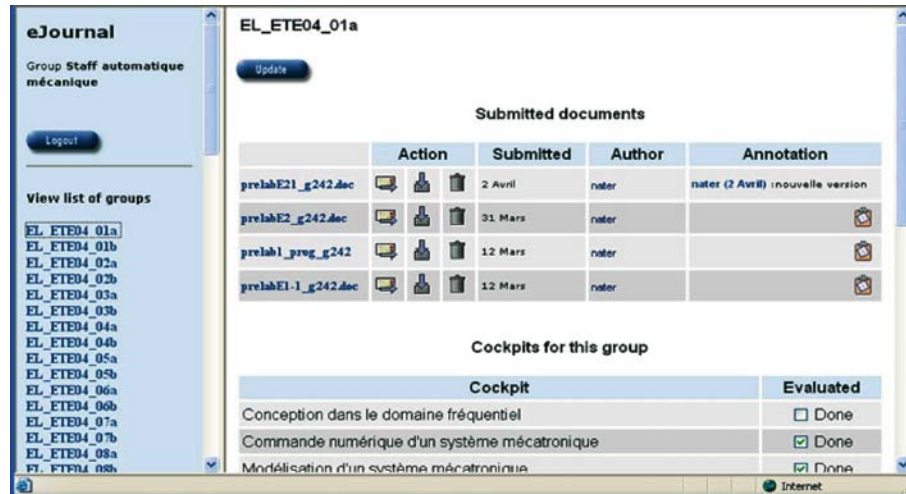 eJournal
Group Staff automatique
mécanique
Logout
View list of groups
EL_ETE04_01a
EL_ETE04_01b
EL_ETE04_02a
EL_ETE04_02b
EL_ETE04_03a
EL_ETE04_03b
EL_ETE04_04a
EL_ETE04_04b
EL_ETE04_05a
EL_ETE04_05b
EL_ETE04_06a
EL_ETE04_06b
EL_ETE04_07a
EL_ETE04_07b
EL_ETE04_08a
EL_ETE04_08b
EL_ETE04_01a
Update
Submitted documents
Action Submitted Author Annotation
prelabE21_g242.doc 2 Avril nater nater (2 Avril) :nouvelle version
prelabE2_g242.doc 31 Mars nater
prelab1_prog_g242 12 Mars nater
prelabE1-1_g242.doc 12 Mars nater
Cockpits for this group
Cockpit Evaluated
Conception dans le domaine fréquentiel Done
Commande numérique d'un système mécatronique Done
Modélisation d'un système mécatronique Done
Internet